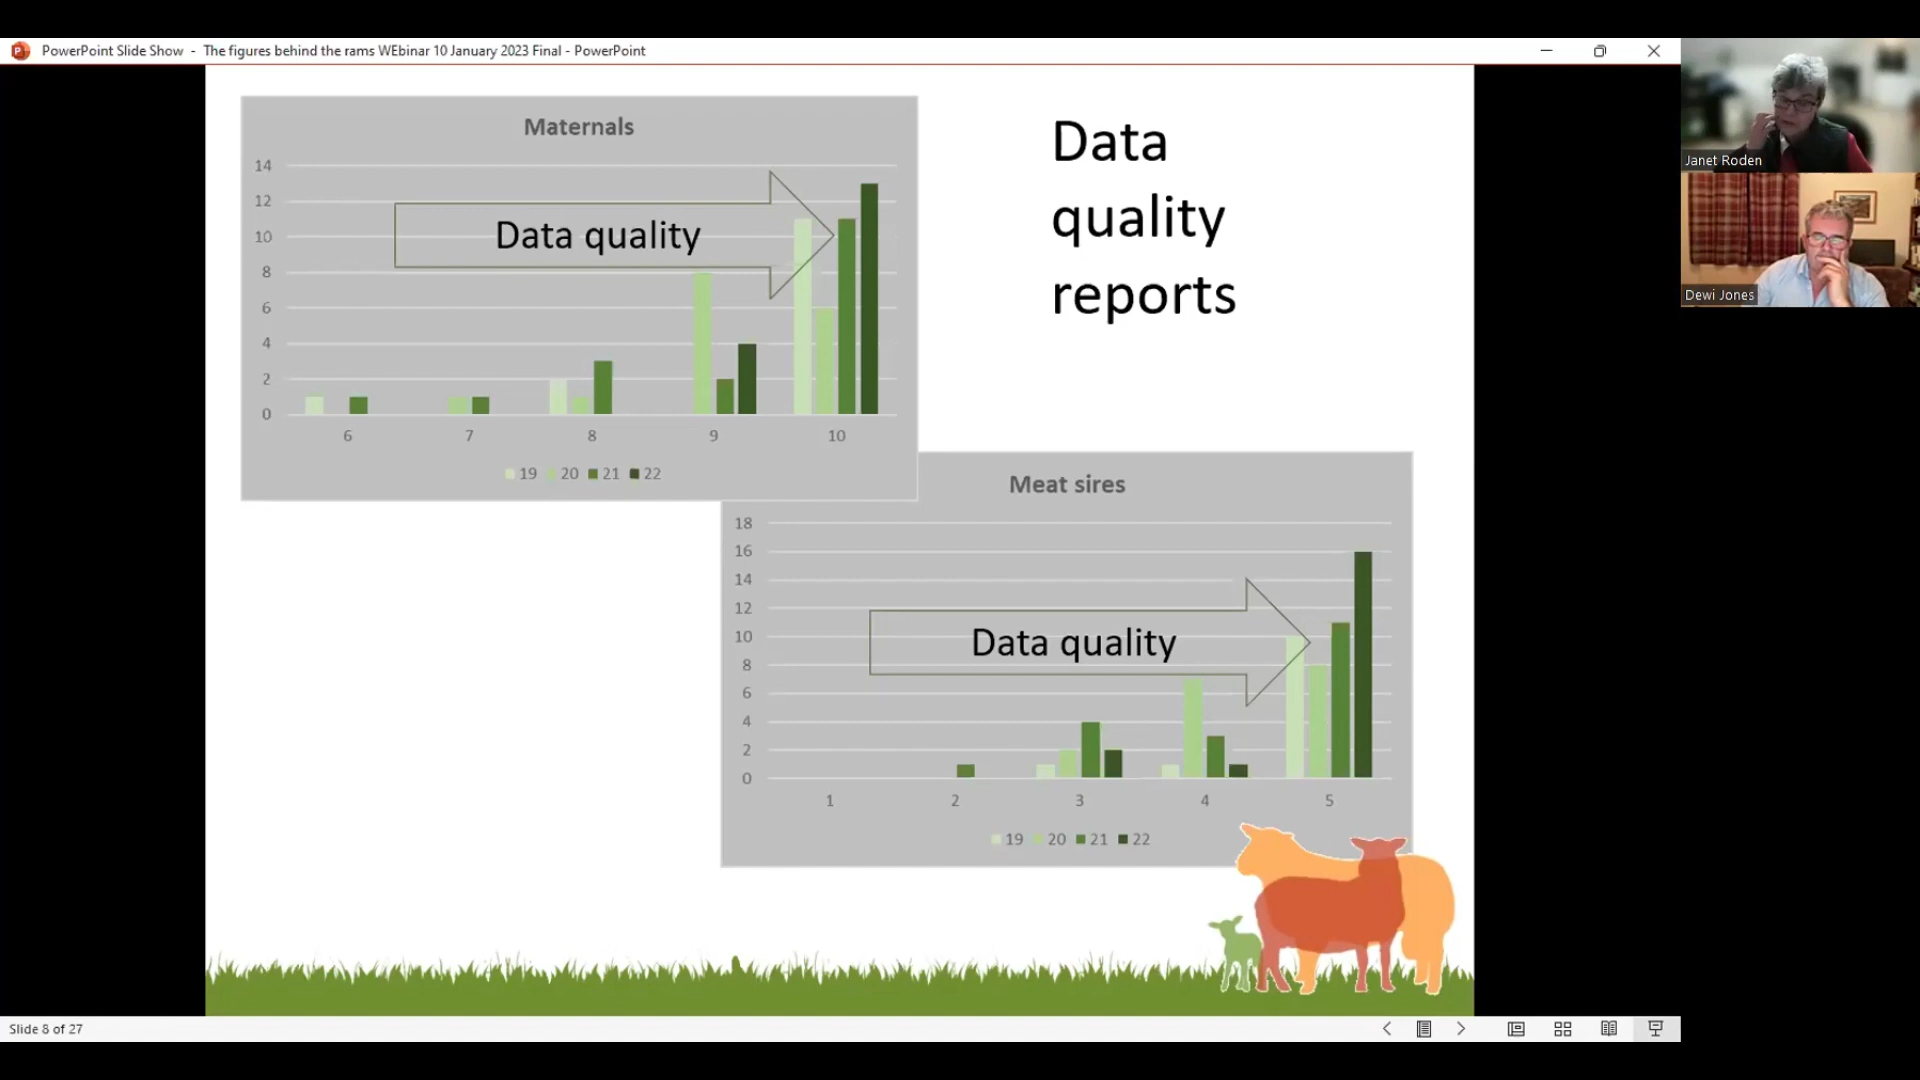 PowerPoint Slide Show - The figures behind the rams WEbinar 10 January 2023 Final - PowerPoint
Janet Roden
Dewi Jones
Maternals
14
12
10
8
6
4
2
0
Data quality
6 7 8 9 10
19 20 21 22
Data
quality
reports
Meat sires
18
16
14
12
10
8
6
4
2
0
Data quality
1 2 3 4 5
19 20 21 22
Slide 8 of 27